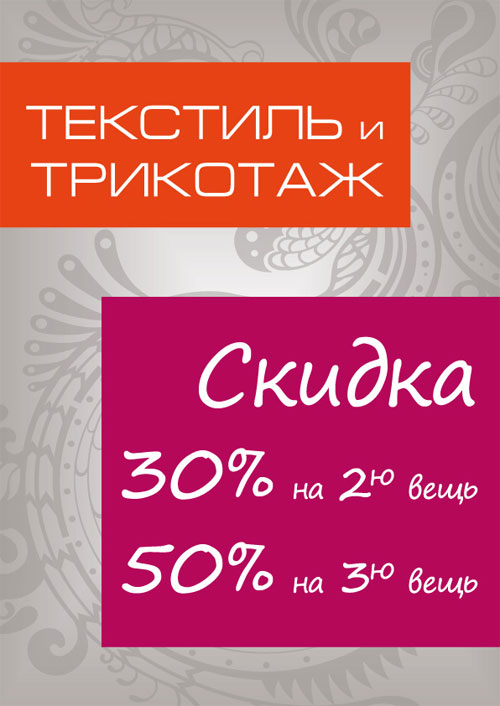 ТЕКСТИЛЬ и
ТРИКОТАЖ
Скидка
30% на 2ю вещь
50% на 3ю вещь